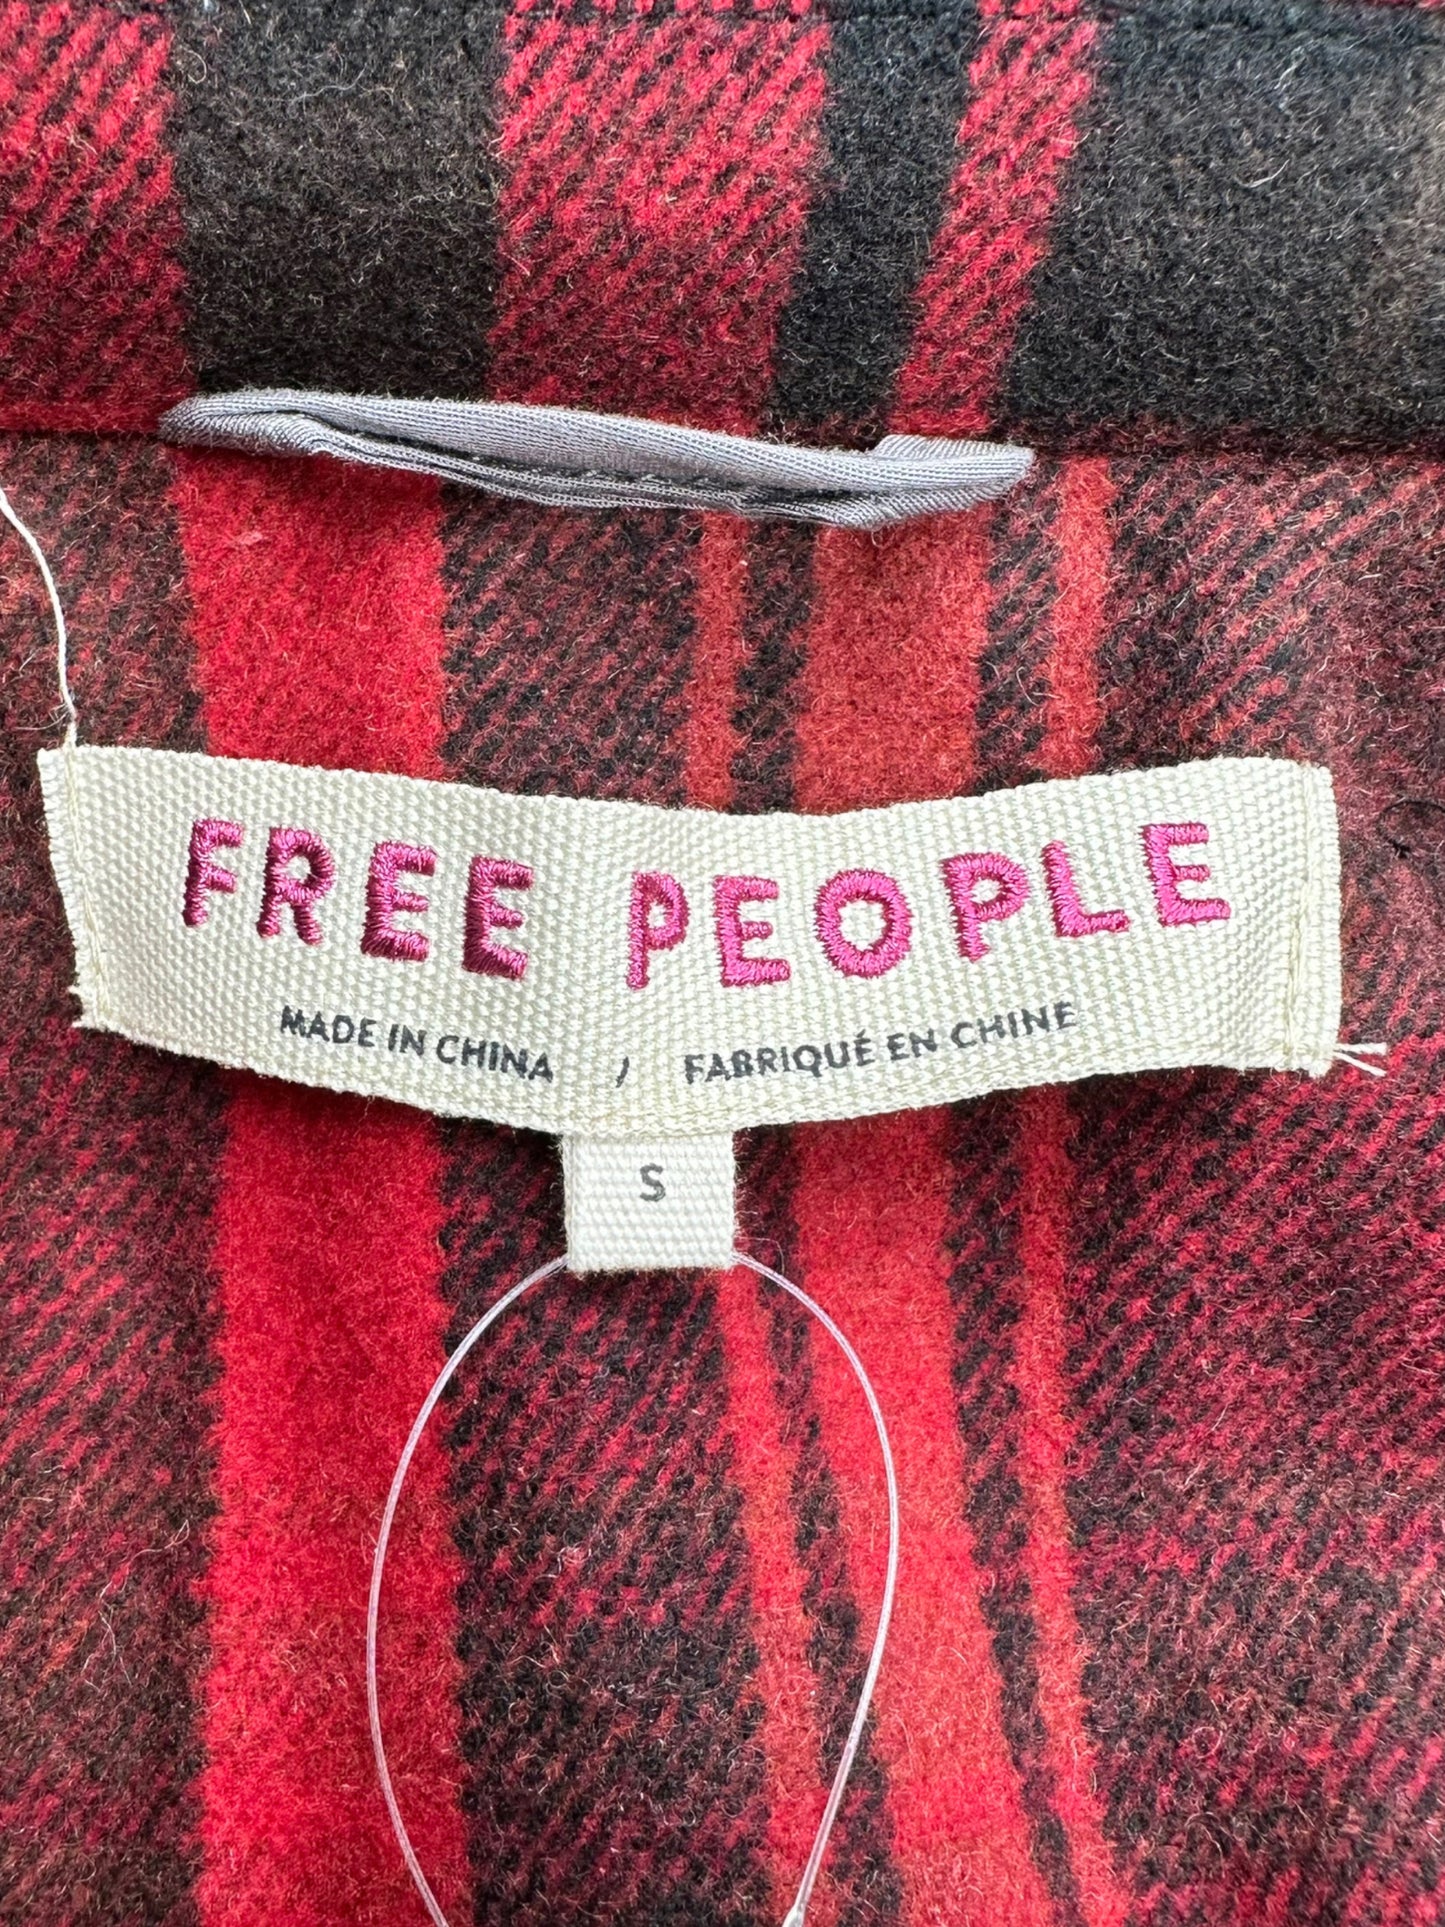 FREE PEOPLE
MADE IN CHINA / FABRIQUÉ EN CHINE
S